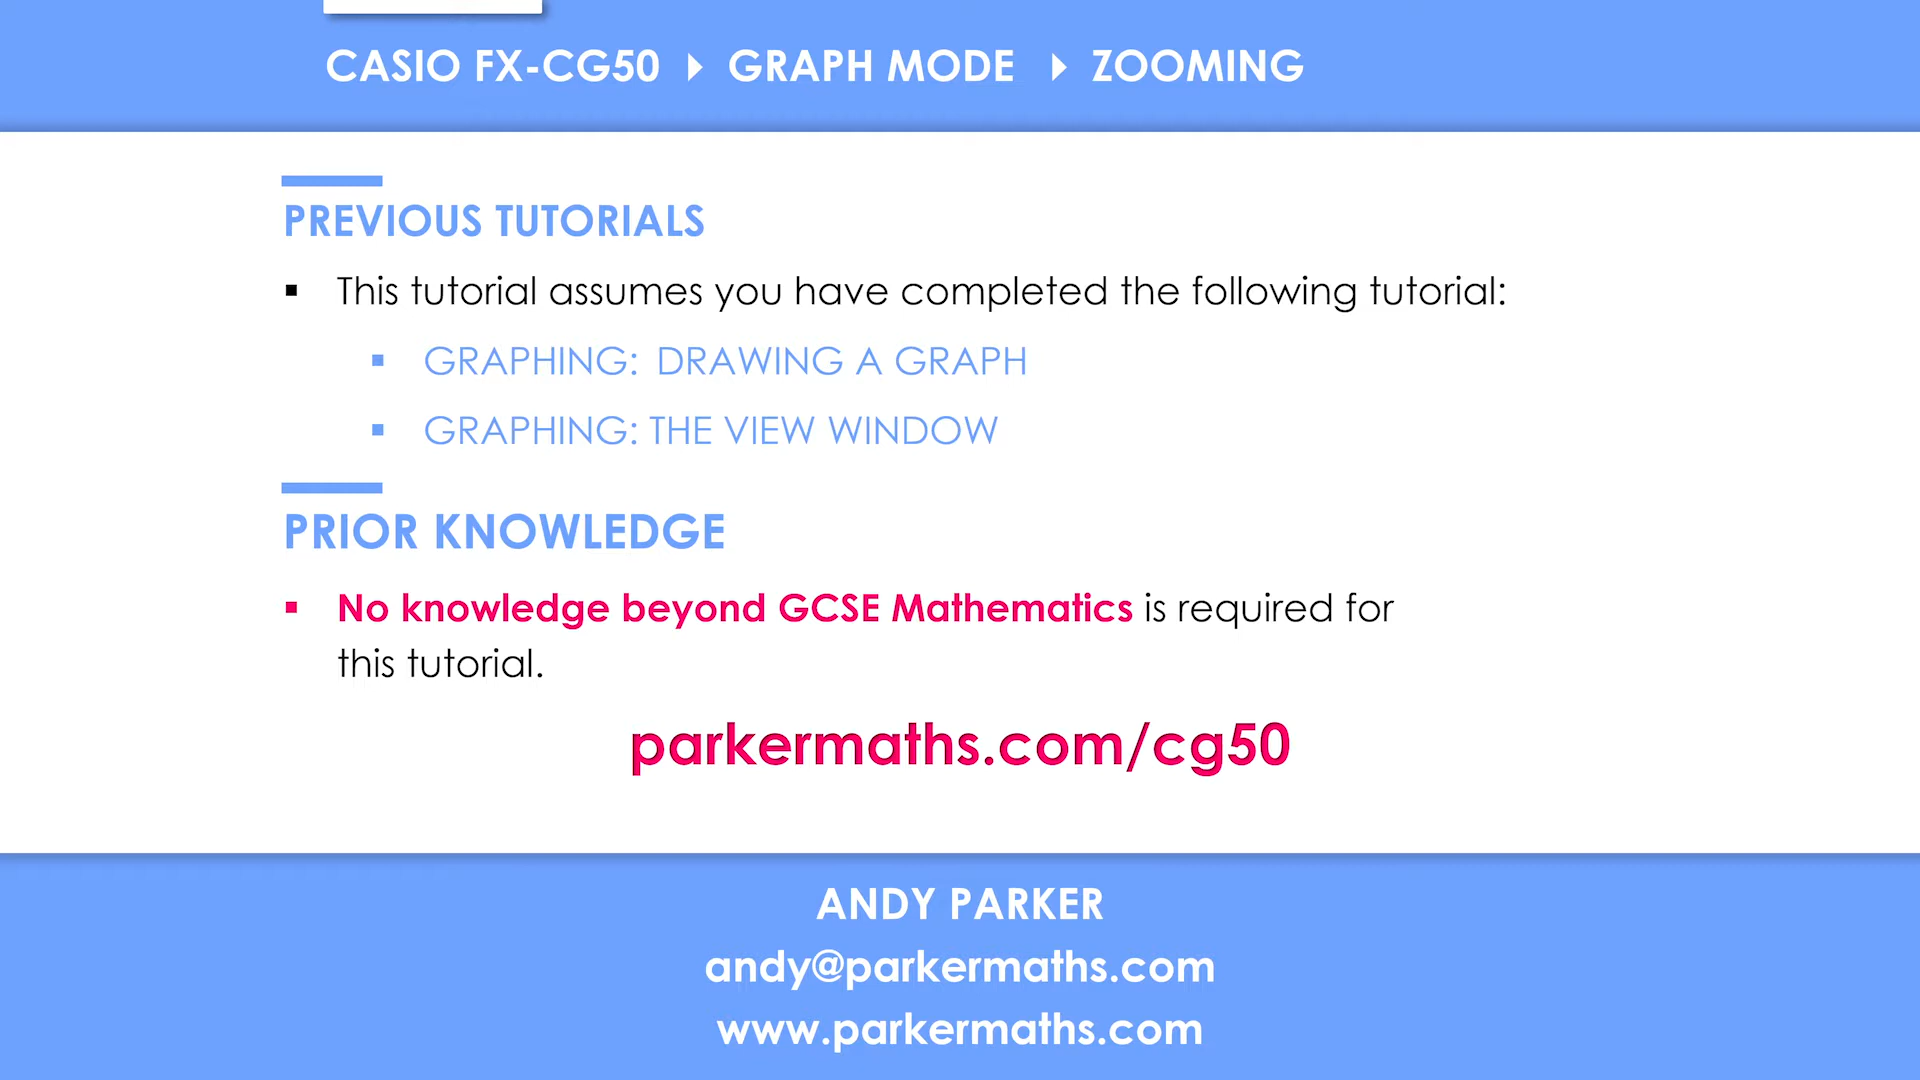 CASIO FX-CG50 ▸ GRAPH MODE ▸ ZOOMING
PREVIOUS TUTORIALS
▪ This tutorial assumes you have completed the following tutorial:
▪ GRAPHING: DRAWING A GRAPH
▪ GRAPHING: THE VIEW WINDOW
PRIOR KNOWLEDGE
▪ No knowledge beyond GCSE Mathematics is required for
this tutorial.
parkermaths.com/cg50
ANDY PARKER
andy@parkermaths.com
www.parkermaths.com